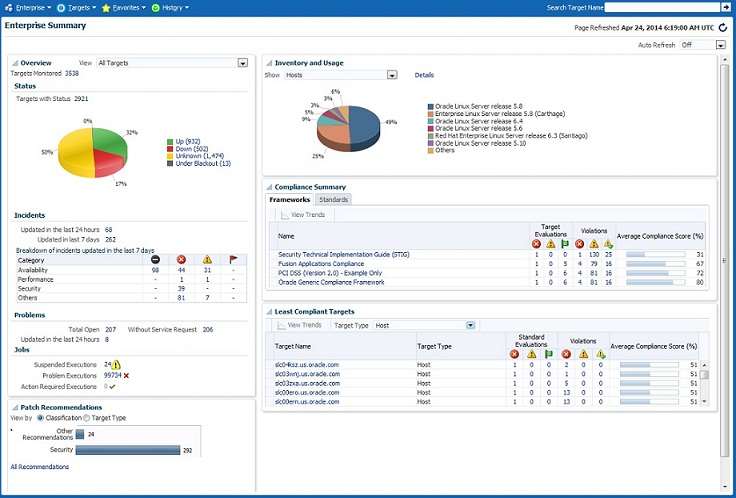 Enterprise Targets Favorites History Search Target Name
Enterprise Summary
Page Refreshed Apr 24, 2014 6:19:00 AM UTC
Auto Refresh Off
Overview View All Targets
Targets Monitored 3538
Status
Targets with Status 2921
0%
32%
50%
17%
Up (932)
Down (502)
Unknown (1,474)
Under Blackout (13)
Incidents
Updated in the last 24 hours 68
Updated in last 7 days 262
Breakdown of incidents updated in the last 7 days
Category
Availability 98 44 31 -
Performance - 1 1 -
Security - 39 - -
Others - 81 7 -
Problems
Total Open 207 Without Service Request 206
Updated in the last 24 hours 8
Jobs
Suspended Executions 24
Problem Executions 99734
Action Required Executions 0
Patch Recommendations
View by Classification Target Type
Other Recommendations 24
Security 292
All Recommendations
Inventory and Usage
Show Hosts Details
6%
3%
3%
5%
9%
49%
25%
Oracle Linux Server release 5.8
Enterprise Linux Server release 5.8 (Carthage)
Oracle Linux Server release 6.4
Oracle Linux Server release 5.6
Red Hat Enterprise Linux Server release 6.3 (Santiago)
Oracle Linux Server release 5.10
Others
Compliance Summary
Frameworks Standards
View Trends
Name Target Evaluations Violations Average Compliance Score (%)
Security Technical Implementation Guide (STIG) 1 0 0 1 130 25 31
Fusion Applications Compliance 1 0 5 4 79 16 67
PCI DSS (Version 2.0) - Example Only 1 0 6 4 81 16 72
Oracle Generic Compliance Framework 1 0 6 4 81 16 80
Least Compliant Targets
View Trends Target Type Host
Target Name Target Type Standard Evaluations Violations Average Compliance Score (%)
slc04ksz.us.oracle.com Host 1 0 0 2 0 0 51
slc03wnj.us.oracle.com Host 1 0 0 1 0 0 51
slc03zxa.us.oracle.com Host 1 0 0 5 0 0 51
slc00ero.us.oracle.com Host 1 0 0 13 0 0 51
slc00ern.us.oracle.com Host 1 0 0 13 0 0 51